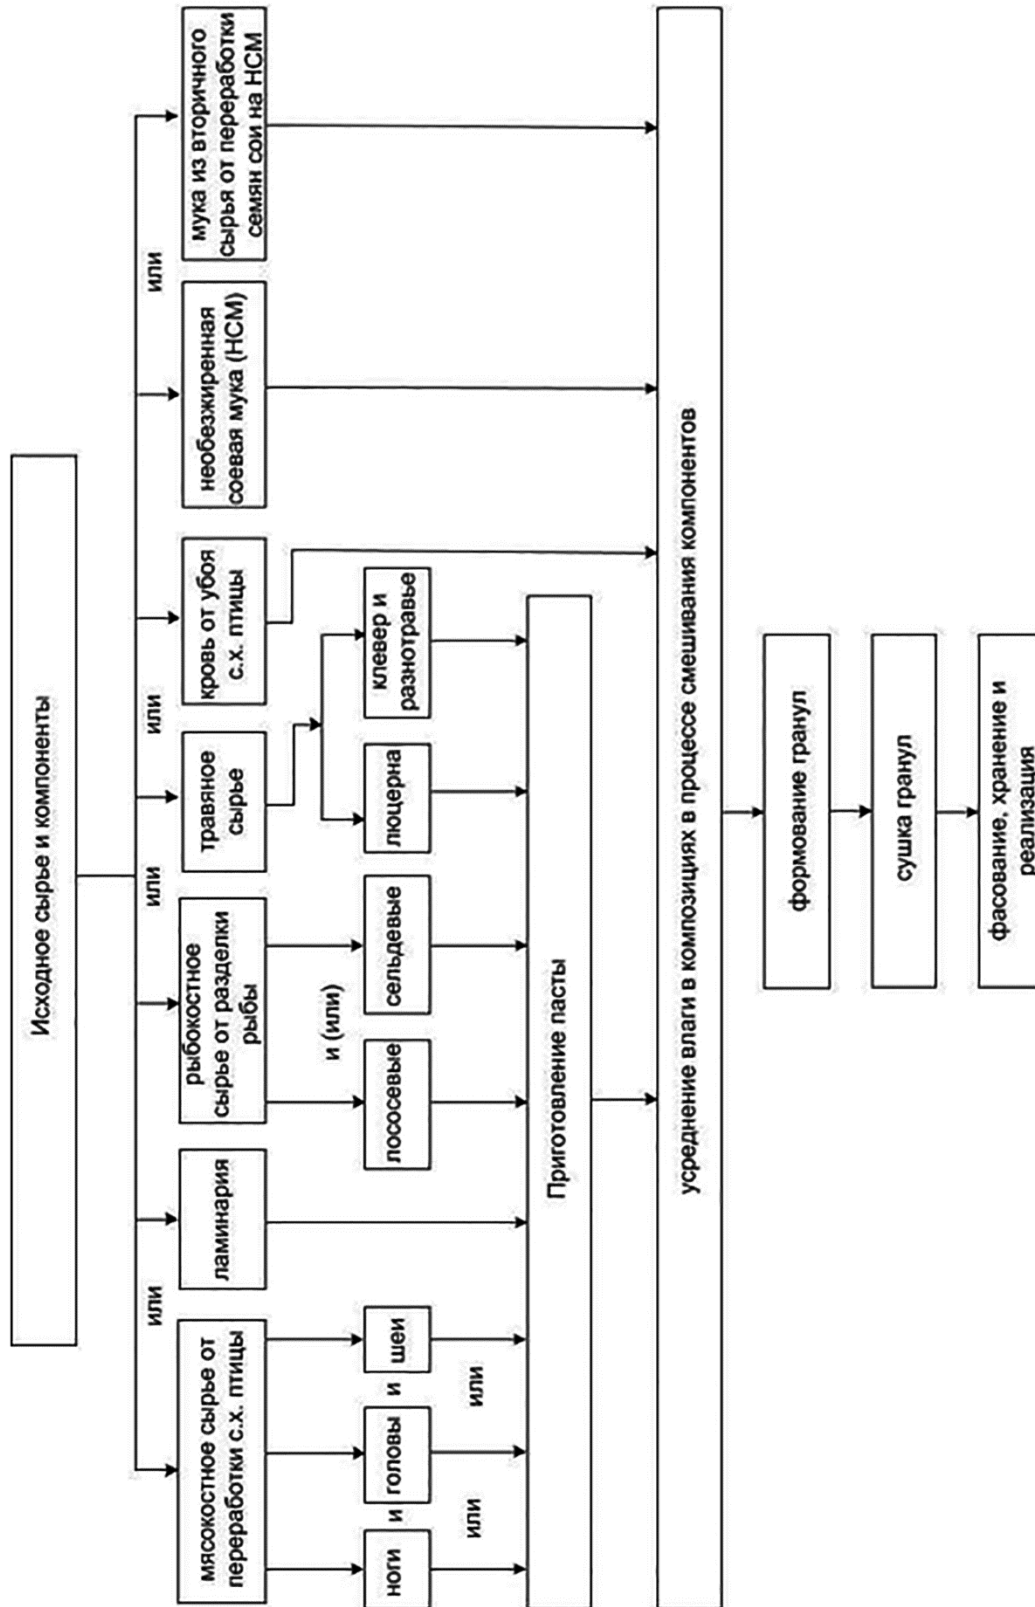 Исходное сырье и компоненты
или
или
или
или
мясокостное сырье от
переработки с.х. птицы
ламинария
рыбокостное
сырье от разделки
рыбы
травяное
сырье
кровь от убоя
с.х. птицы
необезжиренная
соевая мука (НСМ)
мука из вторичного
сырья от переработки
семян сои на НСМ
и (или)
ноги
и
головы
и
шеи
лососевые
сельдевые
люцерна
клевер и
разнотравье
или
или
Приготовление пасты
усреднение влаги в композициях в процессе смешивания компонентов
формование гранул
сушка гранул
фасование, хранение и
реализация